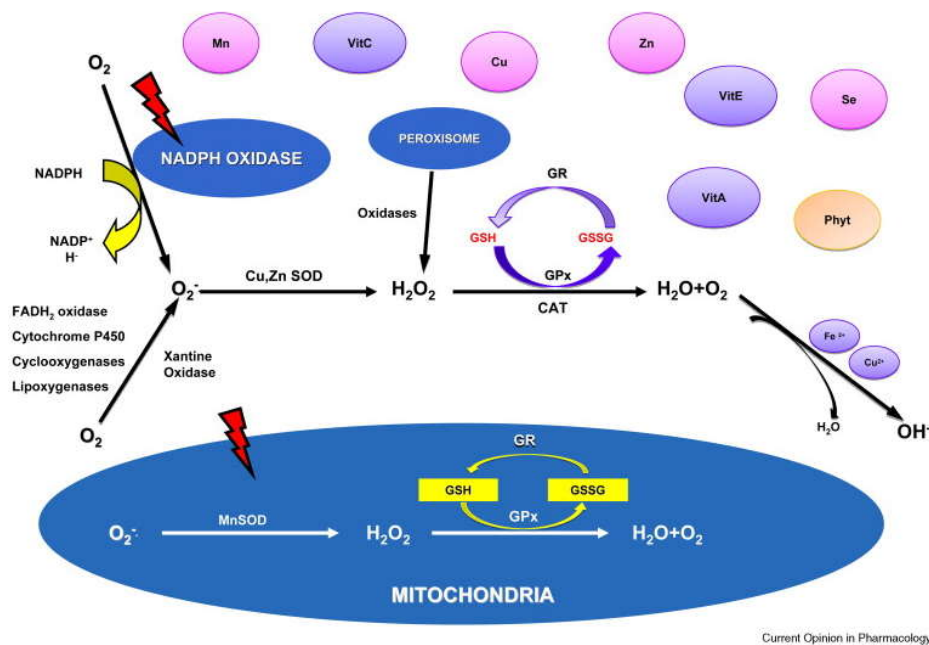 Mn
VitC
Cu
Zn
VitE
Se
O₂
NADPH OXIDASE
PEROXISOME
NADPH
Oxidases
GR
VitA
Phyt
NADP⁺
H⁻
GSH
GSSG
GPx
O₂⁻
Cu,Zn SOD
H₂O₂
CAT
H₂O+O₂
FADH₂ oxidase
Cytochrome P450
Cyclooxygenases
Lipoxygenases
Xantine
Oxidase
Fe ²⁺
Cu²⁺
O₂
H₂O
OH⁻
GR
GSH
GSSG
GPx
O₂⁻
MnSOD
H₂O₂
H₂O+O₂
MITOCHONDRIA
Current Opinion in Pharmacology